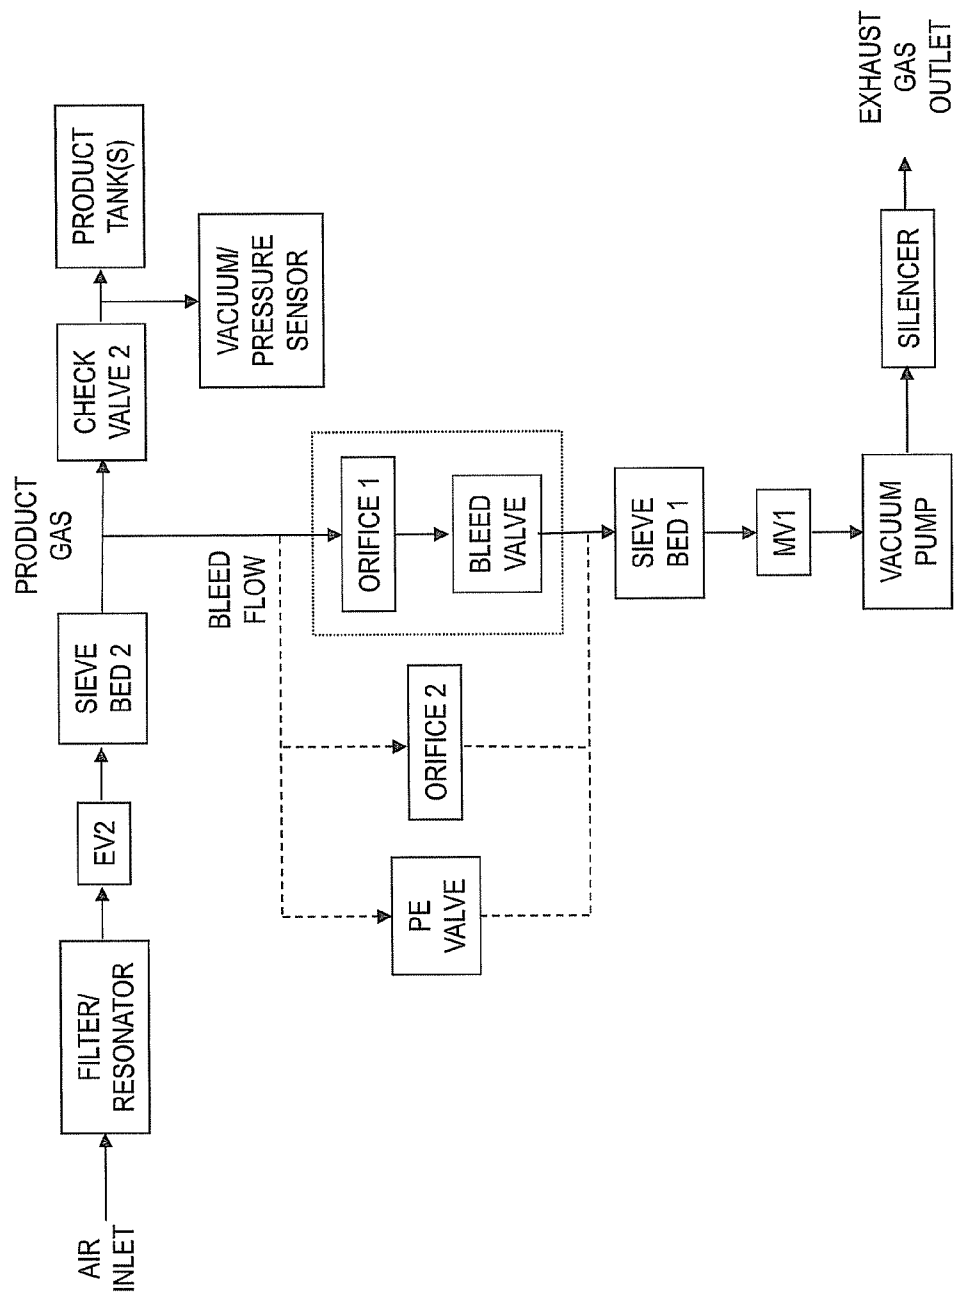 AIR
INLET
FILTER/
RESONATOR
EV2
SIEVE
BED 2
PRODUCT
GAS
CHECK
VALVE 2
PRODUCT
TANK(S)
VACUUM/
PRESSURE
SENSOR
BLEED
FLOW
PE
VALVE
ORIFICE 2
ORIFICE 1
BLEED
VALVE
SIEVE
BED 1
MV1
VACUUM
PUMP
SILENCER
EXHAUST
GAS
OUTLET